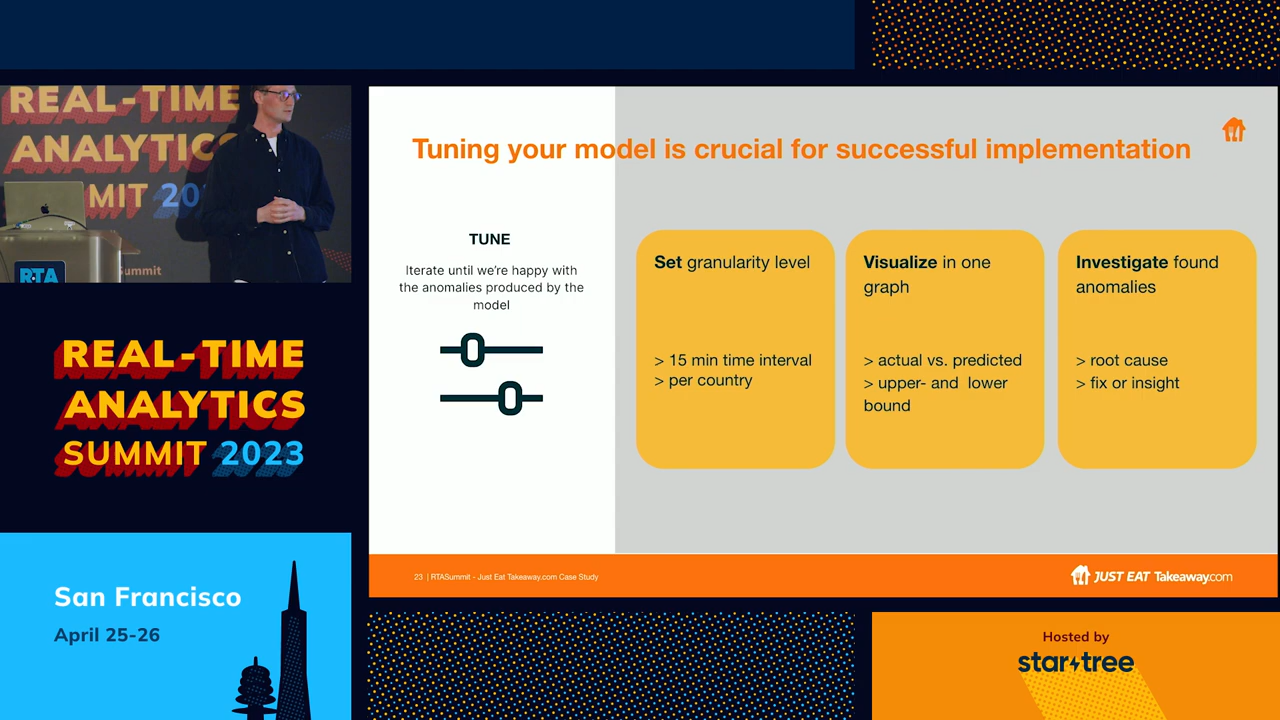 REAL-TIME
ANALYTICS
MIT 20
RTA
ummit
REAL-TIME
ANALYTICS
SUMMIT 2023
San Francisco
April 25-26
Tuning your model is crucial for successful implementation
TUNE
Iterate until we're happy with
the anomalies produced by the
model
Set granularity level
> 15 min time interval
> per country
Visualize in one
graph
> actual vs. predicted
> upper- and lower
bound
Investigate found
anomalies
> root cause
> fix or insight
23 | RTASummit - Just Eat Takeaway.com Case Study
JUST EAT Takeaway.com
Hosted by
startree